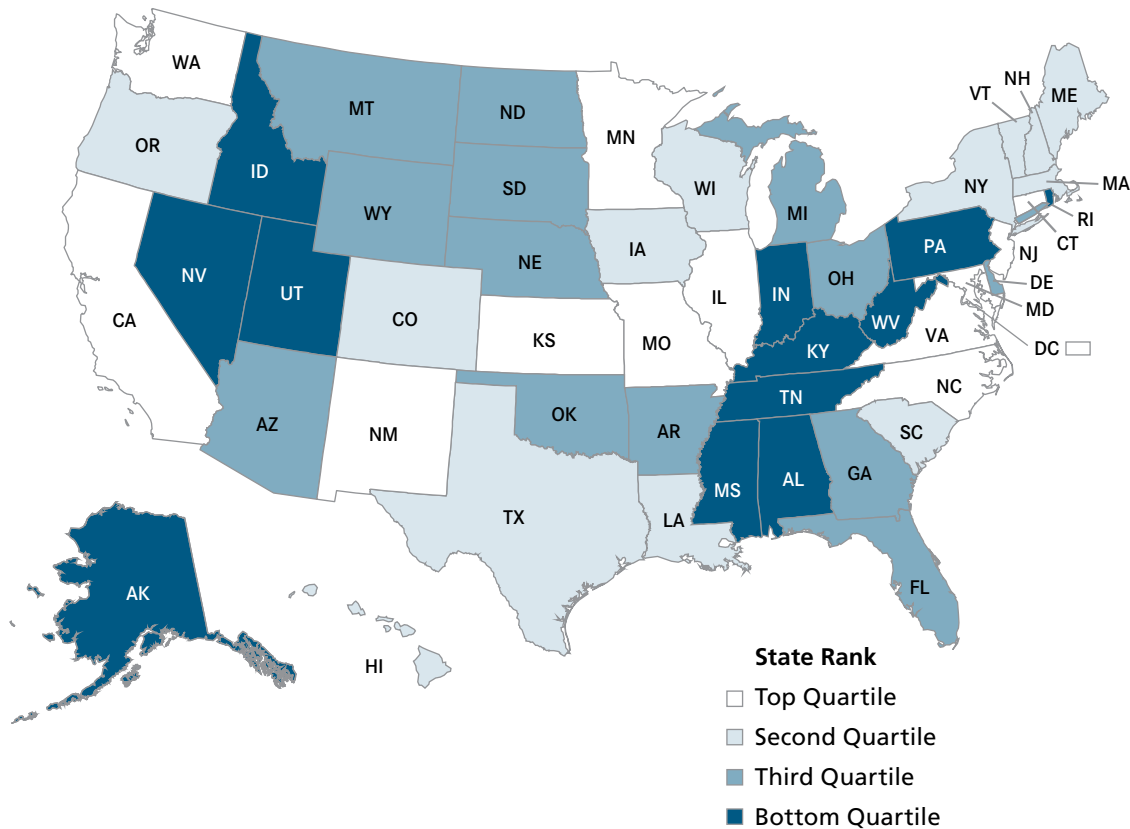 WA
MT
ND
MN
VT
NH
ME
OR
ID
SD
WI
NY
MA
WY
MI
RI
CT
IA
NE
PA
NJ
NV
UT
OH
DE
IL
IN
MD
CA
CO
WV
KS
MO
VA
DC
KY
NC
TN
AZ
NM
OK
AR
SC
GA
MS
AL
TX
LA
FL
AK
HI
State Rank
Top Quartile
Second Quartile
Third Quartile
Bottom Quartile